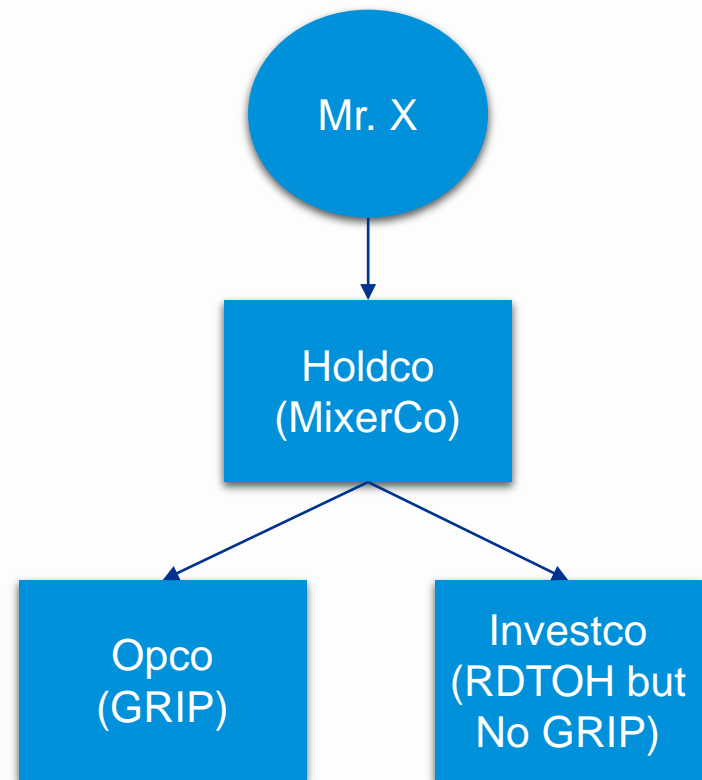 Mr. X
Holdco
(MixerCo)
Opco
(GRIP)
Investco
(RDTOH but
No GRIP)